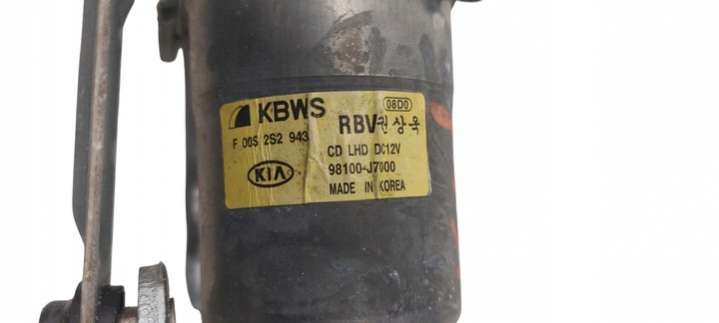 KBWS
08D0
F 00S 2S2 943
RBV권상옥
CD LHD DC12V
KIA
98100-J7000
MADE IN KOREA